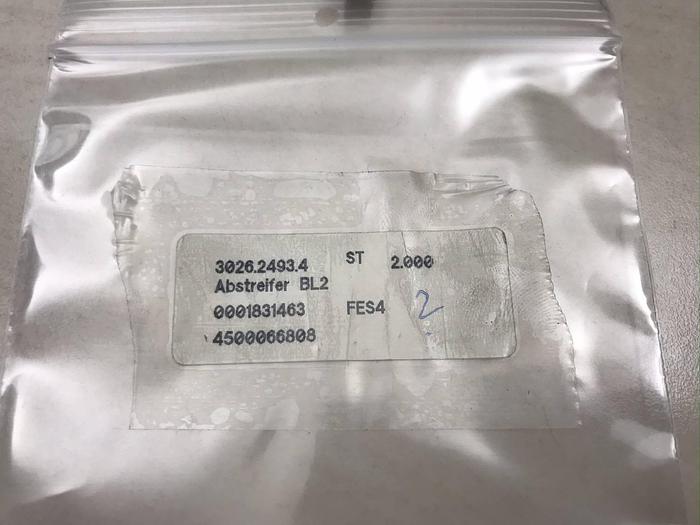 3026.2493.4 ST 2.000
Abstreifer BL2
0001831463 FES4 2
4500066808